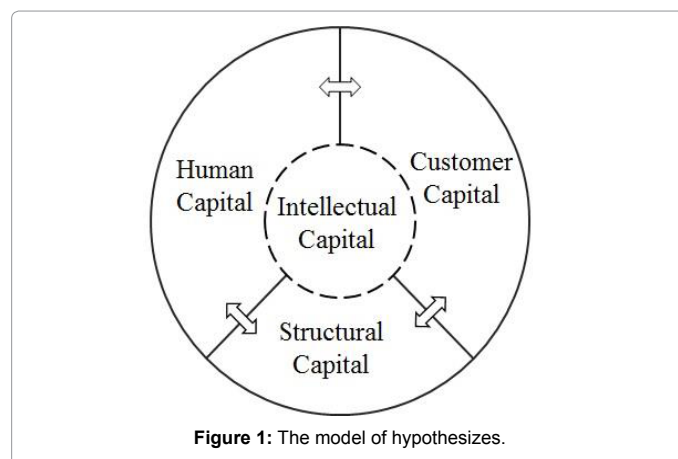 Human
Capital
Customer
Capital
Intellectual
Capital
Structural
Capital
Figure 1: The model of hypothesizes.